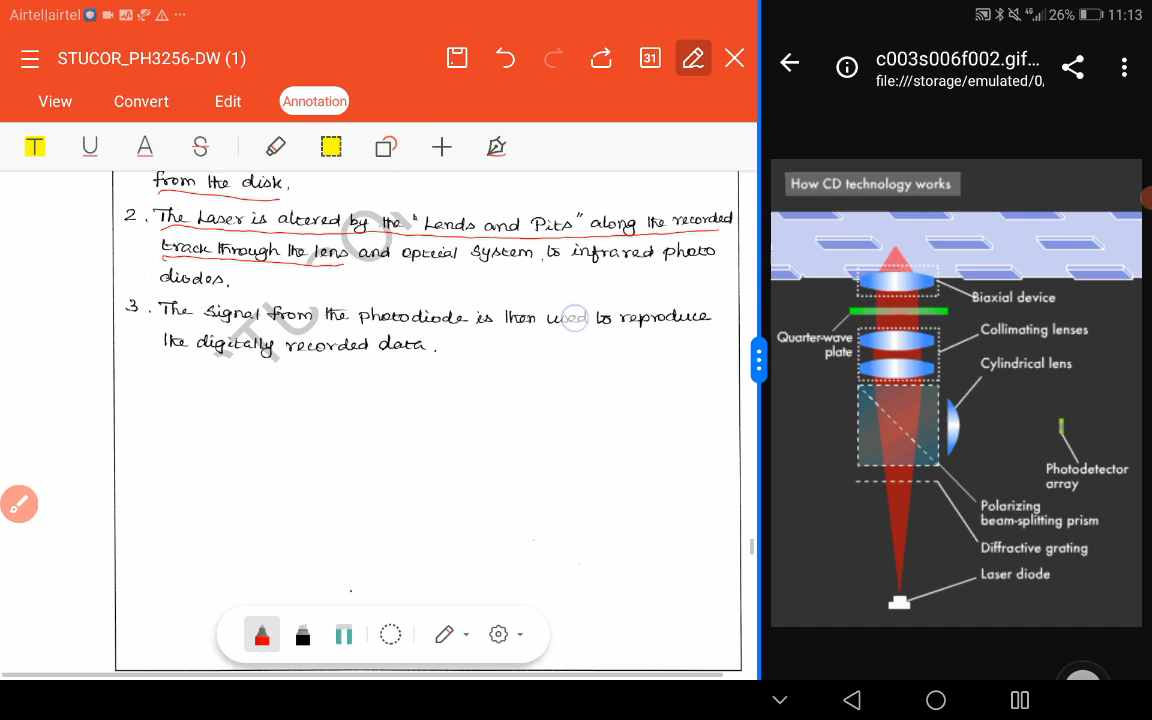 Airtel|airtel
26% 11:13
STUCOR_PH3256-DW (1)
31
View Convert Edit Annotation
T U A S
from the disk.
2. The Laser is altered by the "Lands and Pits" along the recorded
track through the lens and optical system to infrared photo
diodes.
3. The signal from the photodiode is then used to reproduce
the digitally recorded data.
c003s006f002.gif...
file:///storage/emulated/0,
How CD technology works
Biaxial device
Quarter-wave
plate
Collimating lenses
Cylindrical lens
Photodetector
array
Polarizing
beam-splitting prism
Diffractive grating
Laser diode